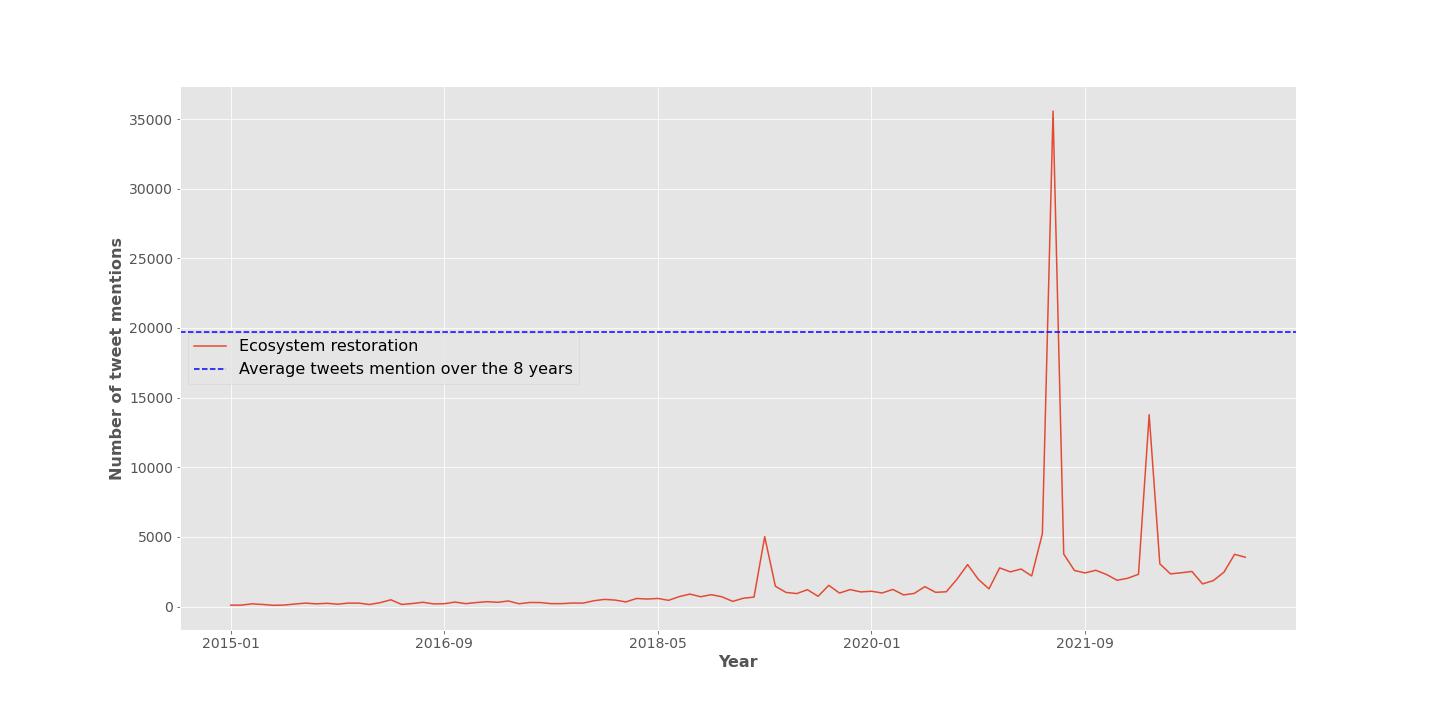 35000
30000
25000
20000
15000
10000
5000
0
Number of tweet mentions
Ecosystem restoration
Average tweets mention over the 8 years
2015-01 2016-09 2018-05 2020-01 2021-09
Year